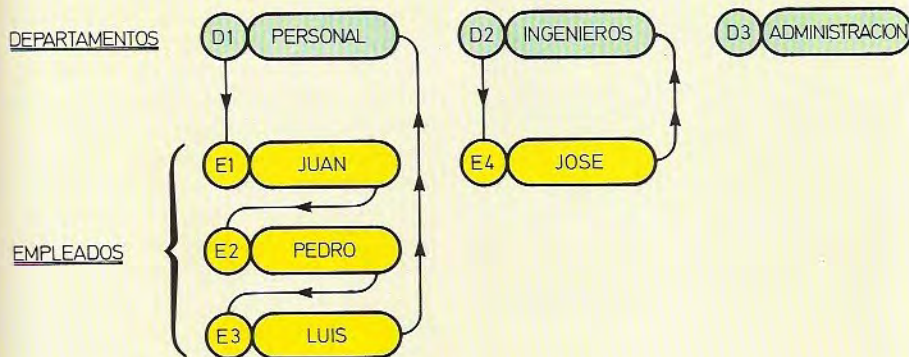 DEPARTAMENTOS D1 PERSONAL D2 INGENIEROS D3 ADMINISTRACION
E1 JUAN E4 JOSE
EMPLEADOS E2 PEDRO
E3 LUIS